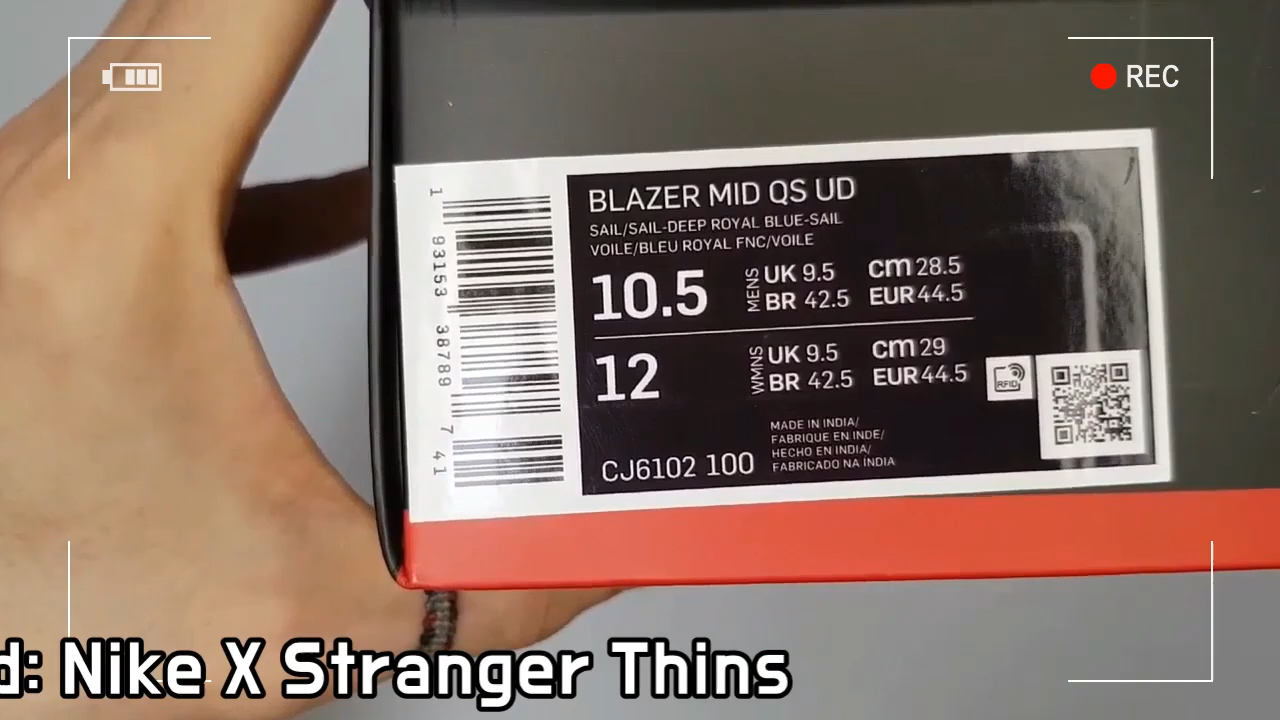 REC
BLAZER MID QS UD
SAIL/SAIL-DEEP ROYAL BLUE-SAIL
VOILE/BLEU ROYAL FNC/VOILE
10.5 MENS UK 9.5 cm 28.5
BR 42.5 EUR 44.5
12 WMNS UK 9.5 cm 29
BR 42.5 EUR 44.5
RFID
CJ6102 100
MADE IN INDIA/
FABRIQUE EN INDE/
HECHO EN INDIA/
FABRICADO NA ÍNDIA
1 93153 38789 7 41
d: Nike X Stranger Thins